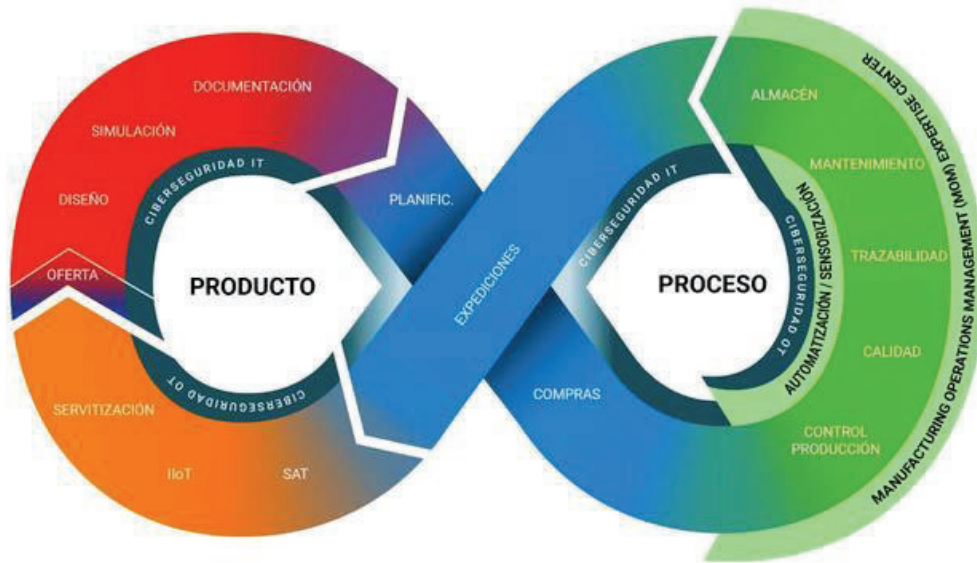 DOCUMENTACIÓN
SIMULACIÓN
DISEÑO
OFERTA
CIBERSEGURIDAD IT
PRODUCTO
CIBERSEGURIDAD OT
SERVITIZACIÓN
IIoT
SAT
PLANIFIC.
EXPEDICIONES
COMPRAS
CIBERSEGURIDAD IT
PROCESO
CIBERSEGURIDAD OT
AUTOMATIZACIÓN / SENSORIZACIÓN
ALMACÉN
MANTENIMIENTO
TRAZABILIDAD
CALIDAD
CONTROL
PRODUCCIÓN
MANUFACTURING OPERATIONS MANAGEMENT (MOM) EXPERTISE CENTER